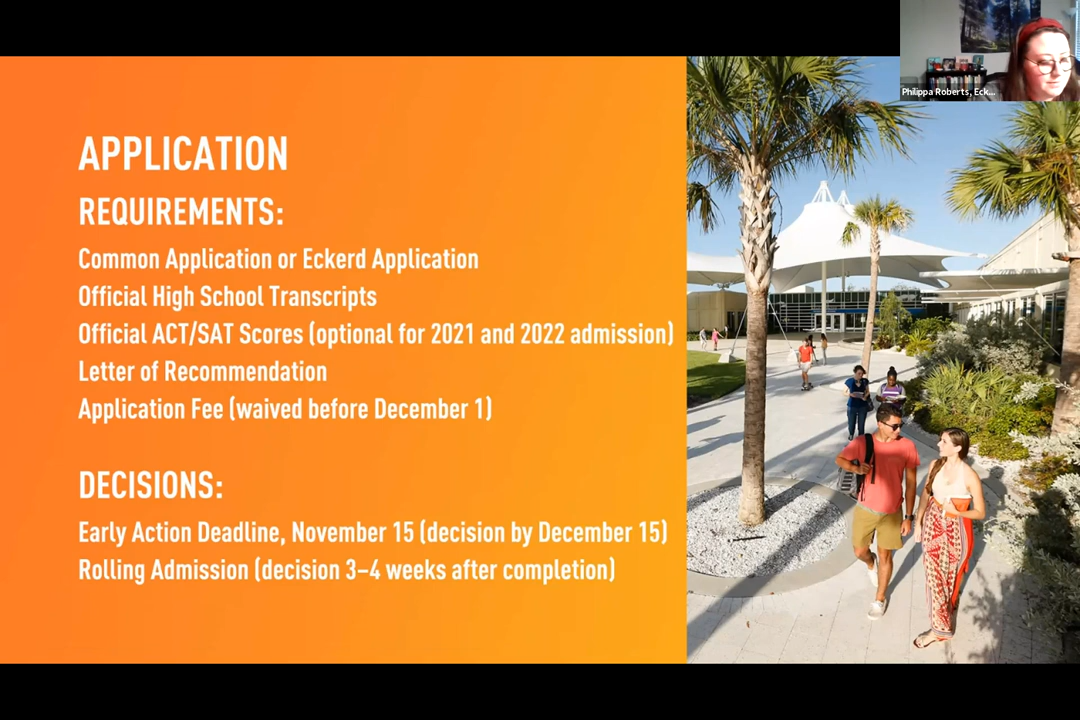 Philippa Roberts, Eck...
APPLICATION
REQUIREMENTS:
Common Application or Eckerd Application
Official High School Transcripts
Official ACT/SAT Scores (optional for 2021 and 2022 admission)
Letter of Recommendation
Application Fee (waived before December 1)
DECISIONS:
Early Action Deadline, November 15 (decision by December 15)
Rolling Admission (decision 3–4 weeks after completion)